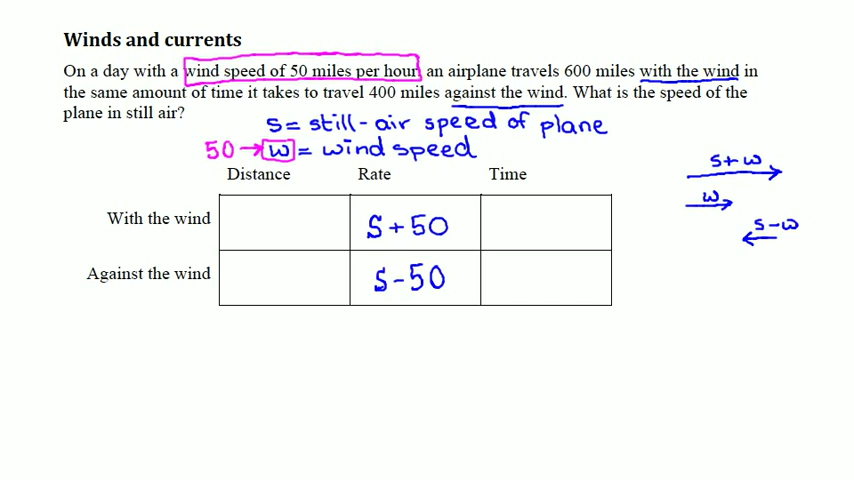 Winds and currents
On a day with a wind speed of 50 miles per hour, an airplane travels 600 miles with the wind in
the same amount of time it takes to travel 400 miles against the wind. What is the speed of the
plane in still air?
s = still-air speed of plane
50 → w = wind speed
Distance Rate Time
s+w
w
With the wind s + 50
s-w
Against the wind s - 50